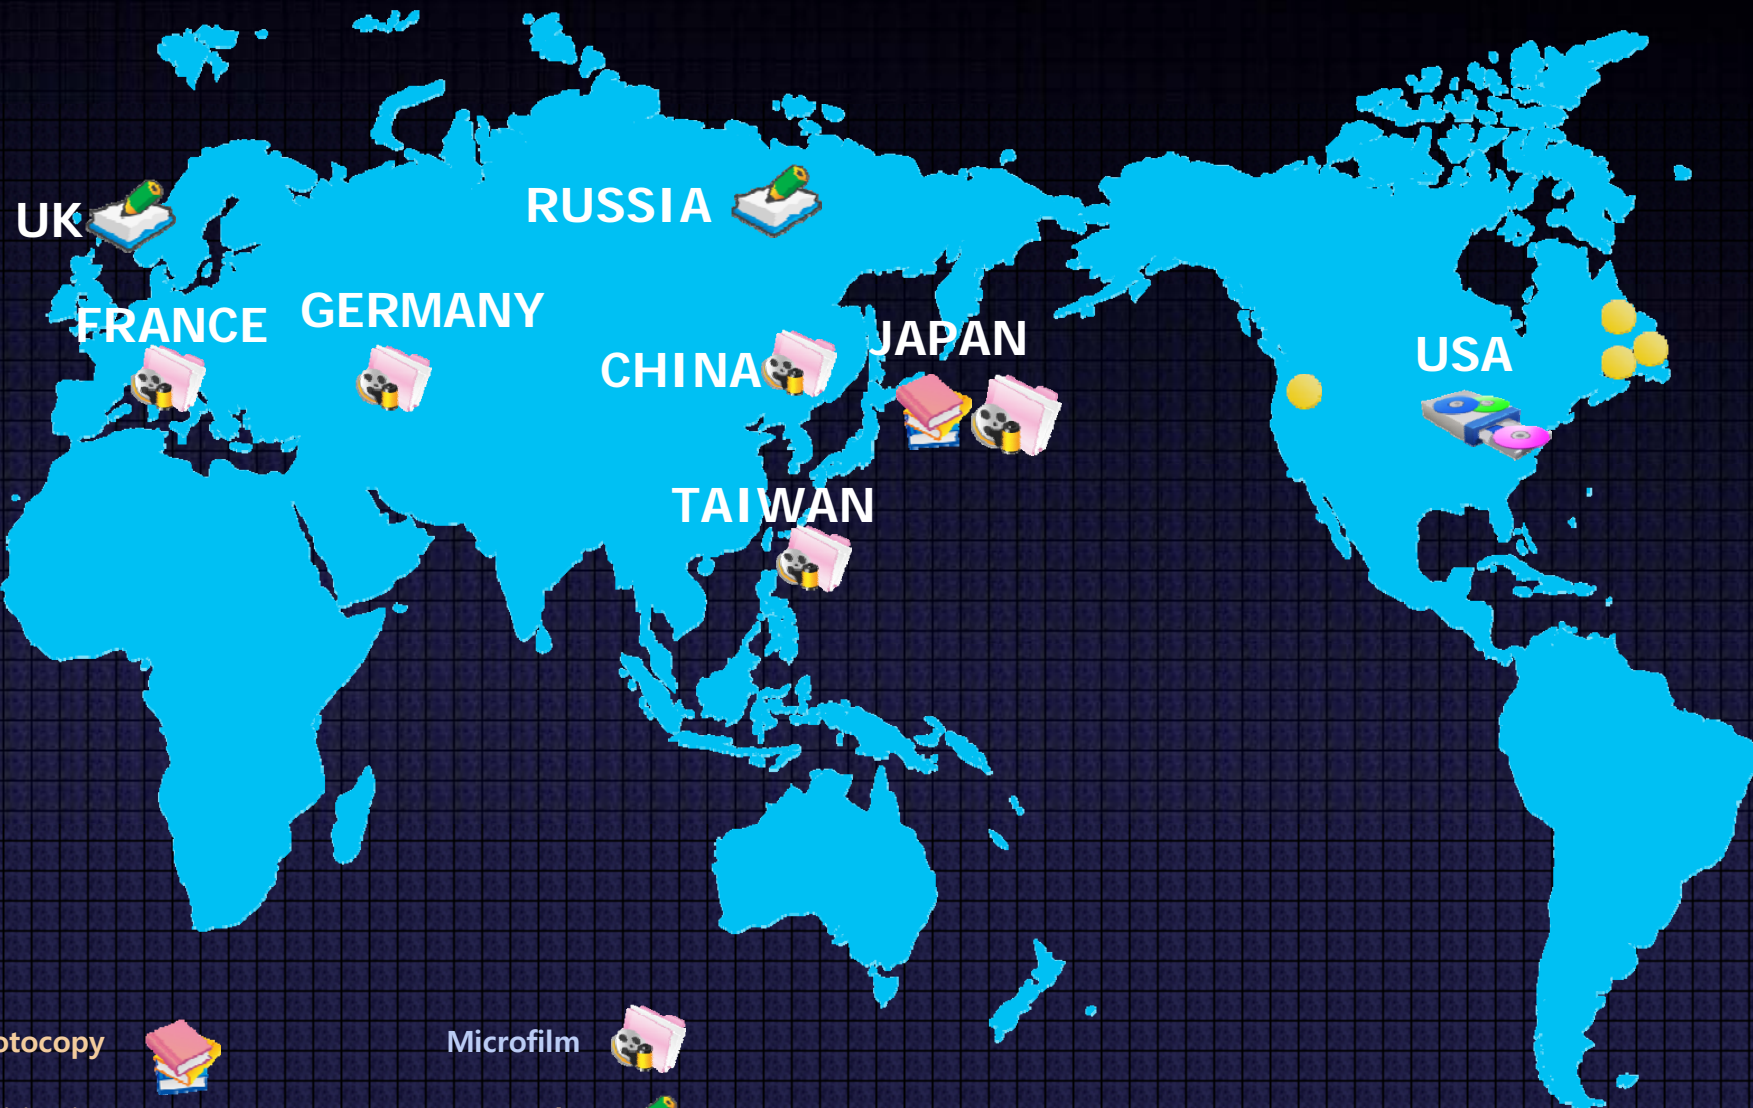 RUSSIA
UK
GERMANY
FRANCE
JAPAN
USA
CHINA
TAIWAN
otocopy
Microfilm